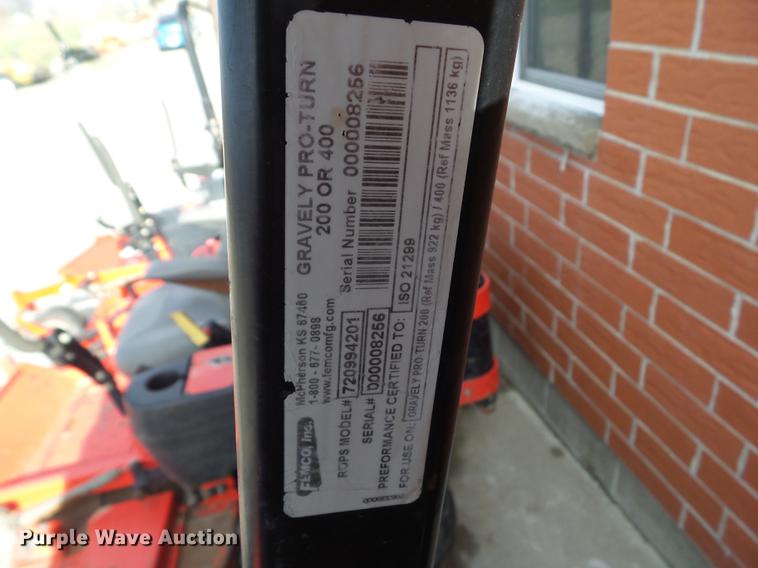 FEMCO, Inc.
McPherson KS 67460
1-800-677-0898
www.femcomfg.com
GRAVELY PRO-TURN
200 OR 400
Serial Number 000008256
ROPS MODEL# 720994201
SERIAL# D00008256
PREFORMANCE CERTIFIED TO: ISO 21299
FOR USE ON: GRAVELY PRO-TURN 200 (Ref Mass 922 kg) / 400 (Ref Mass 1136 kg)
Purple Wave Auction